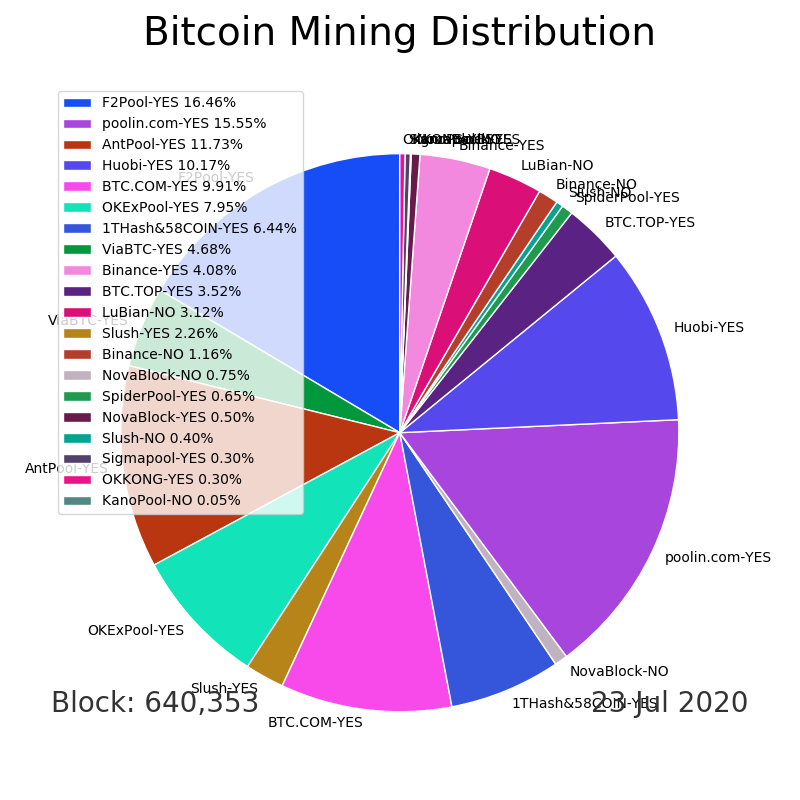 Bitcoin Mining Distribution
F2Pool-YES 16.46%
poolin.com-YES 15.55%
AntPool-YES 11.73%
Huobi-YES 10.17%
BTC.COM-YES 9.91%
OKExPool-YES 7.95%
1THash&58COIN-YES 6.44%
ViaBTC-YES 4.68%
Binance-YES 4.08%
BTC.TOP-YES 3.52%
LuBian-NO 3.12%
Slush-YES 2.26%
Binance-NO 1.16%
NovaBlock-NO 0.75%
SpiderPool-YES 0.65%
NovaBlock-YES 0.50%
Slush-NO 0.40%
Sigmapool-YES 0.30%
OKKONG-YES 0.30%
KanoPool-NO 0.05%
Binance-YES
LuBian-NO
Binance-NO
Slush-NO
SpiderPool-YES
BTC.TOP-YES
Huobi-YES
poolin.com-YES
NovaBlock-NO
1THash&58COIN-YES
BTC.COM-YES
Slush-YES
OKExPool-YES
AntPool-YES
ViaBTC-YES
F2Pool-YES
Block: 640,353
23 Jul 2020